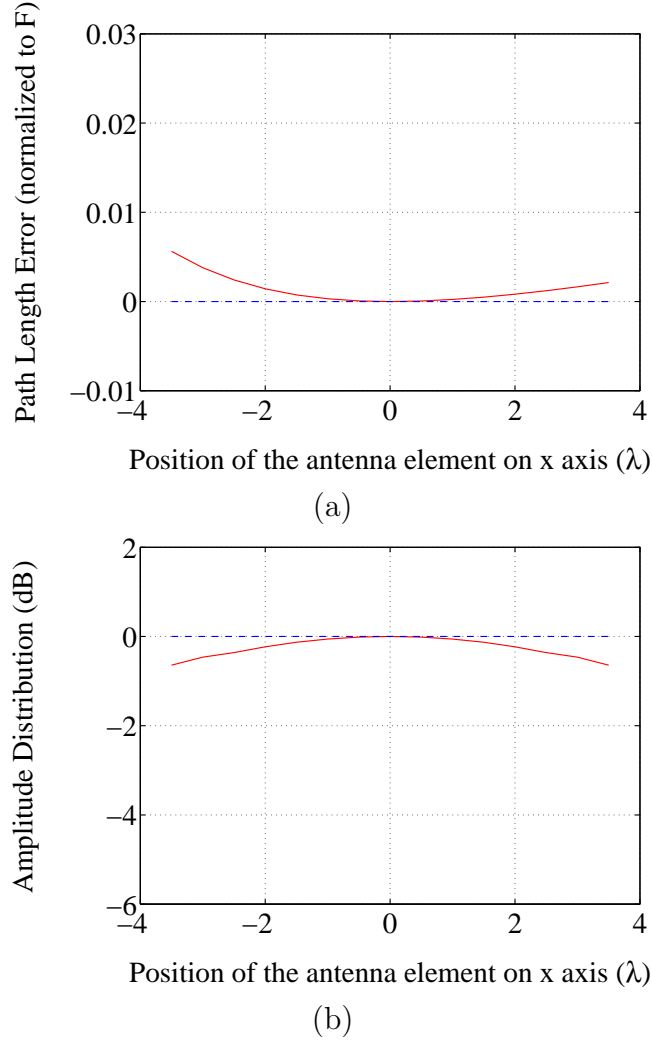 Path Length Error (normalized to F)
0.03
0.02
0.01
0
−0.01
−4 −2 0 2 4
Position of the antenna element on x axis (λ)
(a)
Amplitude Distribution (dB)
2
0
−2
−4
−6
−4 −2 0 2 4
Position of the antenna element on x axis (λ)
(b)